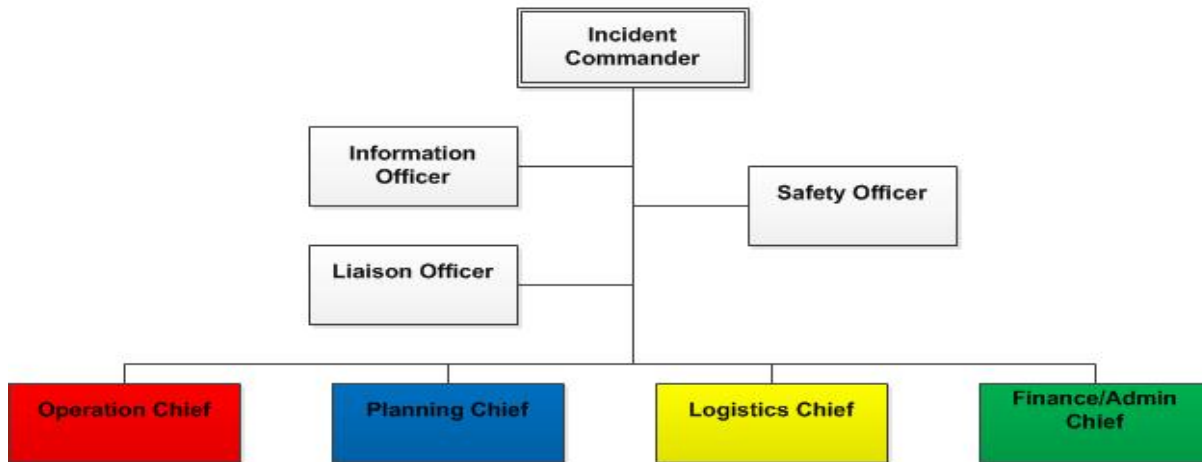 Incident
Commander
Information
Officer
Safety Officer
Liaison Officer
Operation Chief
Planning Chief
Logistics Chief
Finance/Admin
Chief